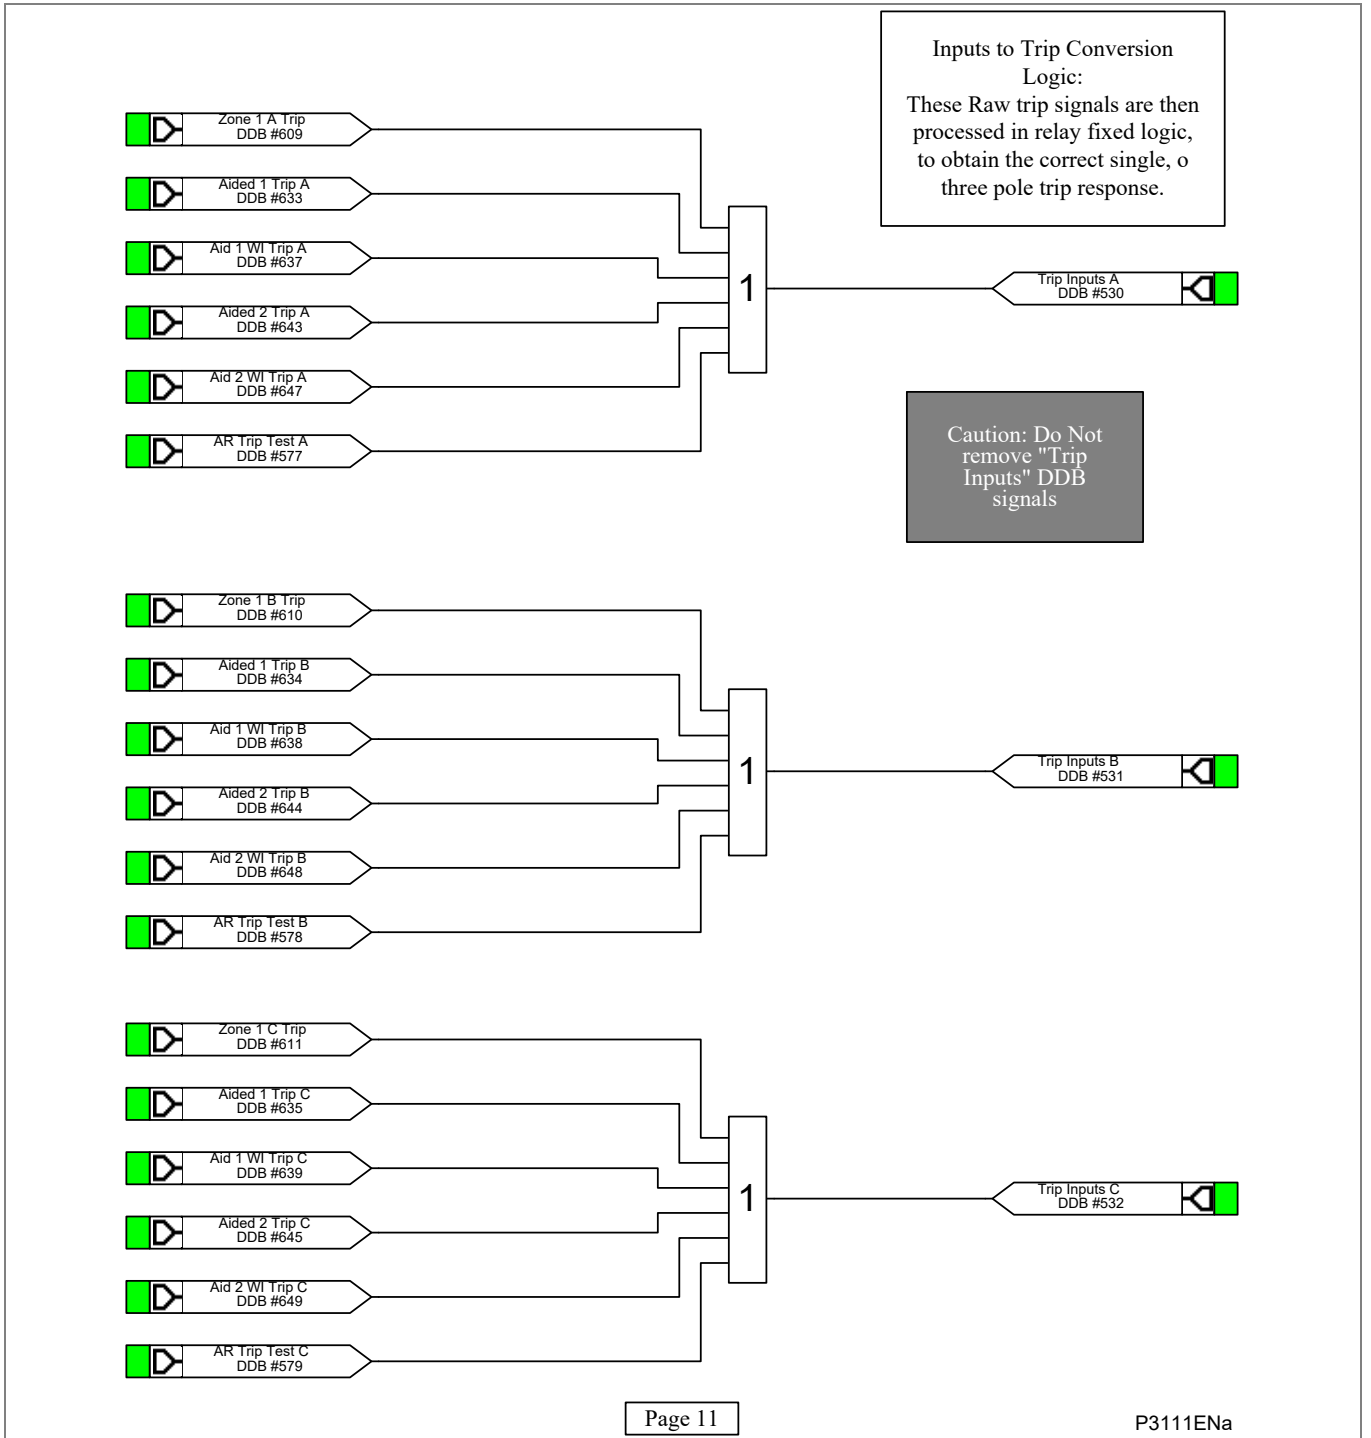 Inputs to Trip Conversion
Logic:
These Raw trip signals are then
processed in relay fixed logic,
to obtain the correct single, o
three pole trip response.
Zone 1 A Trip
DDB #609
Aided 1 Trip A
DDB #633
Aid 1 WI Trip A
DDB #637
Aided 2 Trip A
DDB #643
Aid 2 WI Trip A
DDB #647
AR Trip Test A
DDB #577
1
Trip Inputs A
DDB #530
Caution: Do Not
remove "Trip
Inputs" DDB
signals
Zone 1 B Trip
DDB #610
Aided 1 Trip B
DDB #634
Aid 1 WI Trip B
DDB #638
Aided 2 Trip B
DDB #644
Aid 2 WI Trip B
DDB #648
AR Trip Test B
DDB #578
1
Trip Inputs B
DDB #531
Zone 1 C Trip
DDB #611
Aided 1 Trip C
DDB #635
Aid 1 WI Trip C
DDB #639
Aided 2 Trip C
DDB #645
Aid 2 WI Trip C
DDB #649
AR Trip Test C
DDB #579
1
Trip Inputs C
DDB #532
Page 11
P3111ENa